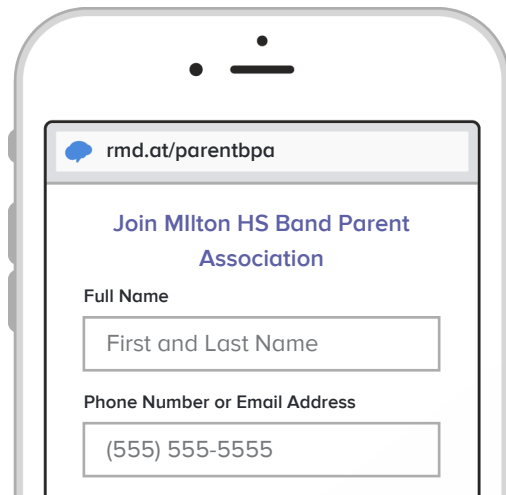 rmd.at/parentbpa
Join MIlton HS Band Parent
Association
Full Name
First and Last Name
Phone Number or Email Address
(555) 555-5555